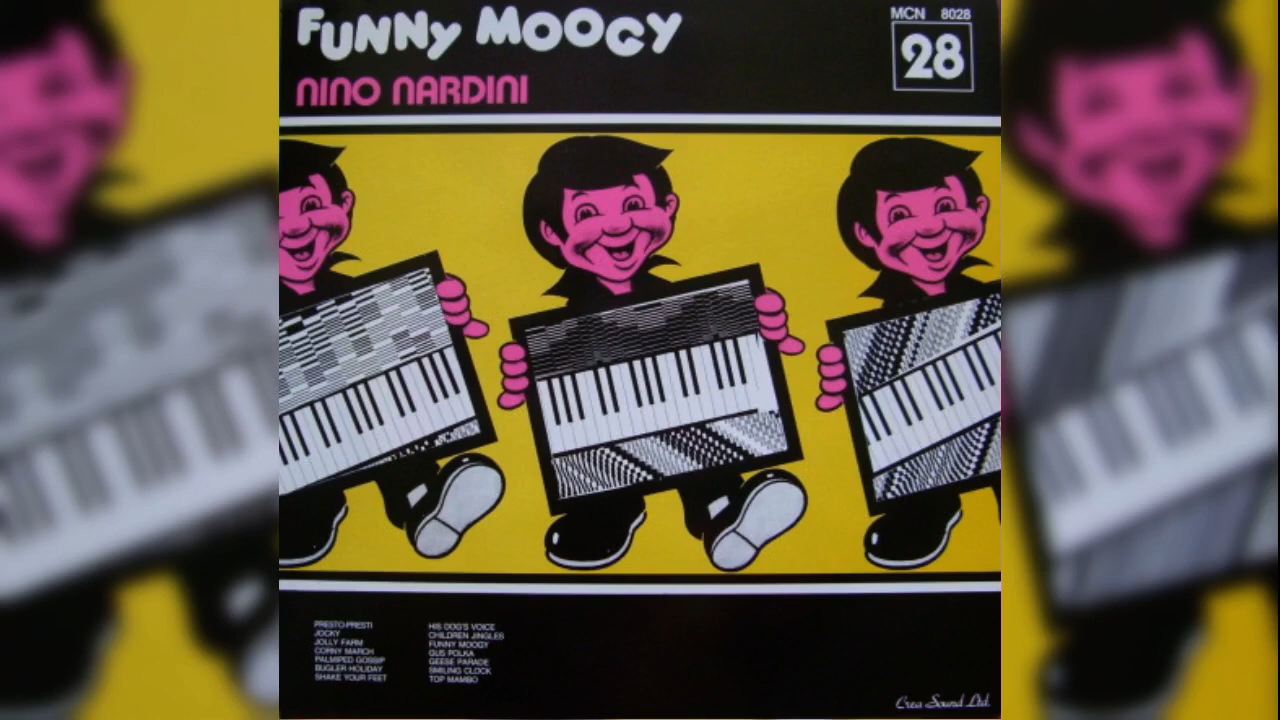 FUNNY MOOGY
MCN 8028
28
NINO NARDINI
PRESTO-PRESTI
JOCKY
JOLLY FARM
CORNY MARCH
PALMIPED GOSSIP
BUGLER HOLIDAY
SHAKE YOUR FEET
HIS DOG'S VOICE
CHILDREN JINGLES
FUNNY MOOGY
GUS POLKA
GEESE PARADE
SMILING CLOCK
TOP MAMBO
Crea Sound Ltd.